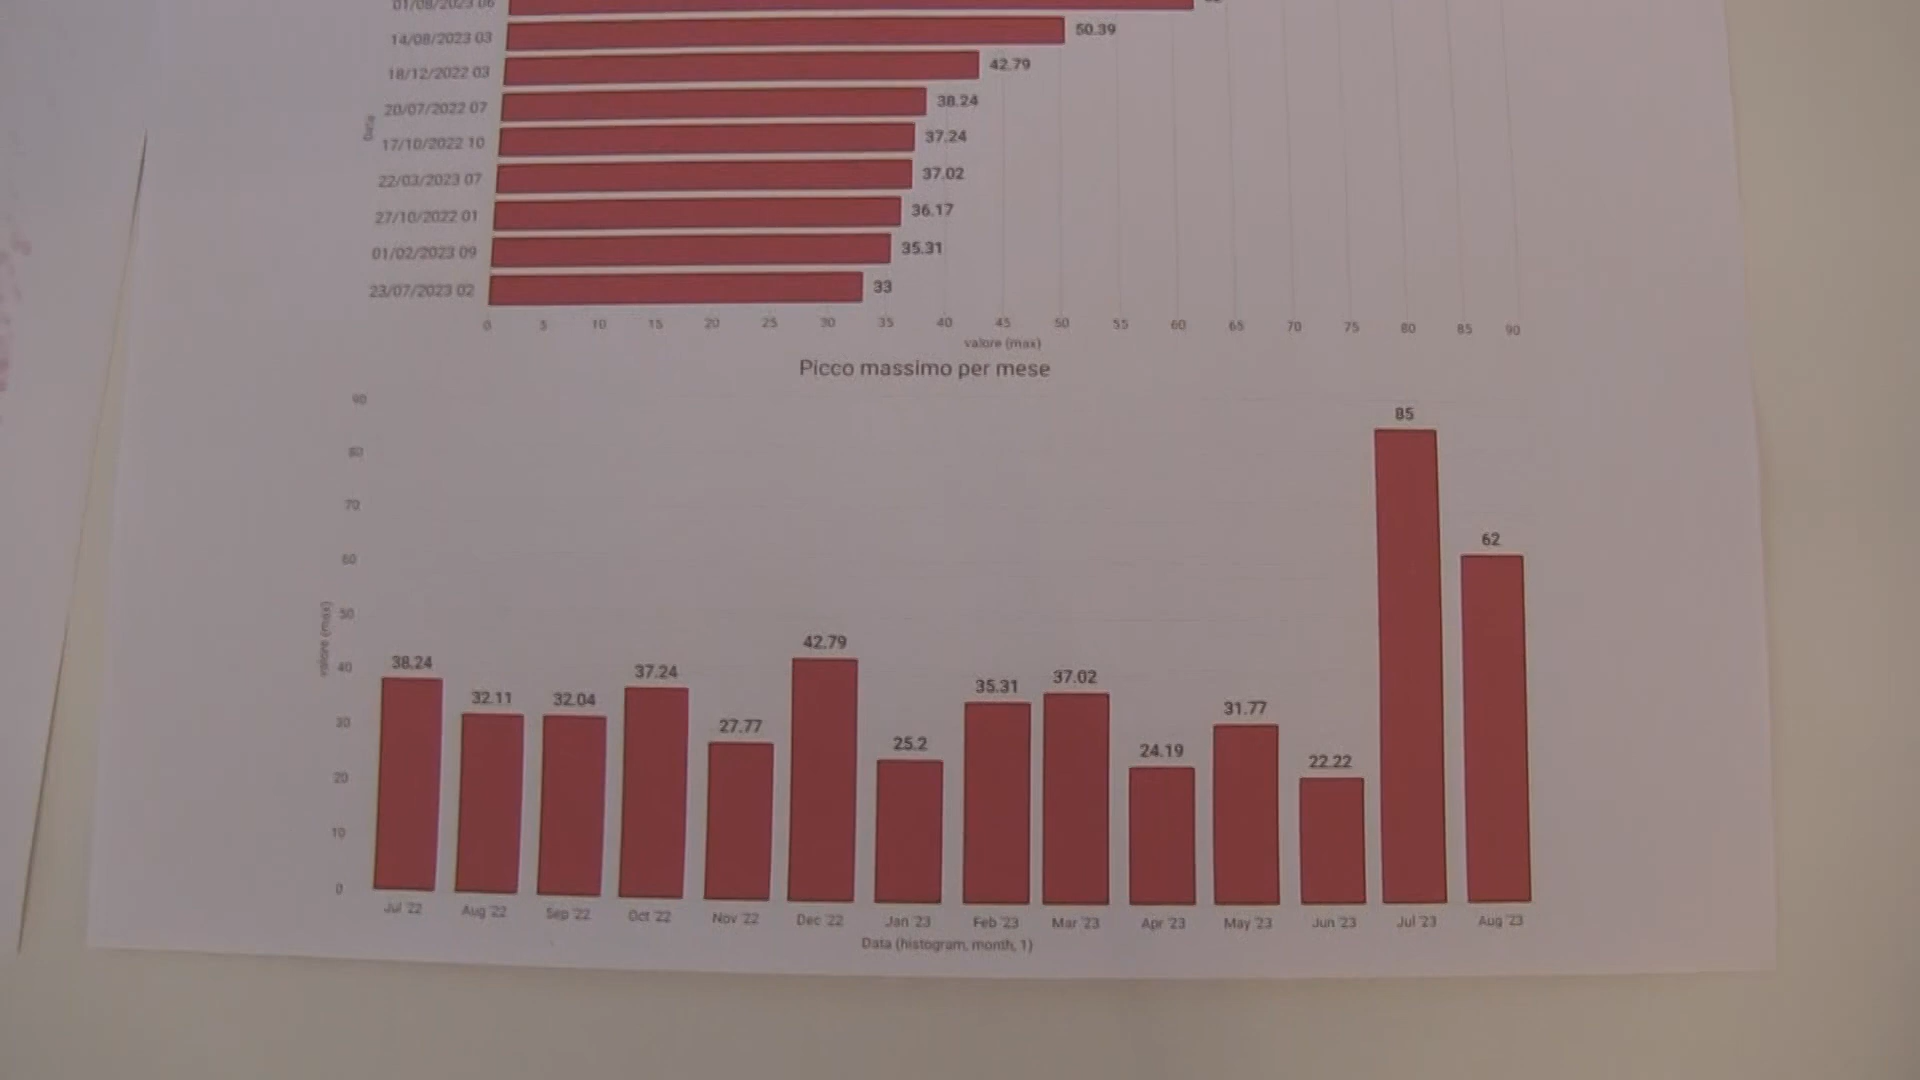 01/08/2023 06
14/08/2023 03 50.39
18/12/2022 03 42.79
20/07/2022 07 38.24
17/10/2022 10 37.24
22/03/2023 07 37.02
27/10/2022 01 36.17
01/02/2023 09 35.31
23/07/2023 02 33
Data
0 5 10 15 20 25 30 35 40 45 50 55 60 65 70 75 80 85 90
valore (max)
Picco massimo per mese
90
80
70
60
50
40
30
20
10
0
valore (max)
38.24 32.11 32.04 37.24 27.77 42.79 25.2 35.31 37.02 24.19 31.77 22.22 85 62
Jul '22 Aug '22 Sep '22 Oct '22 Nov '22 Dec '22 Jan '23 Feb '23 Mar '23 Apr '23 May '23 Jun '23 Jul '23 Aug '23
Data (histogram, month, 1)